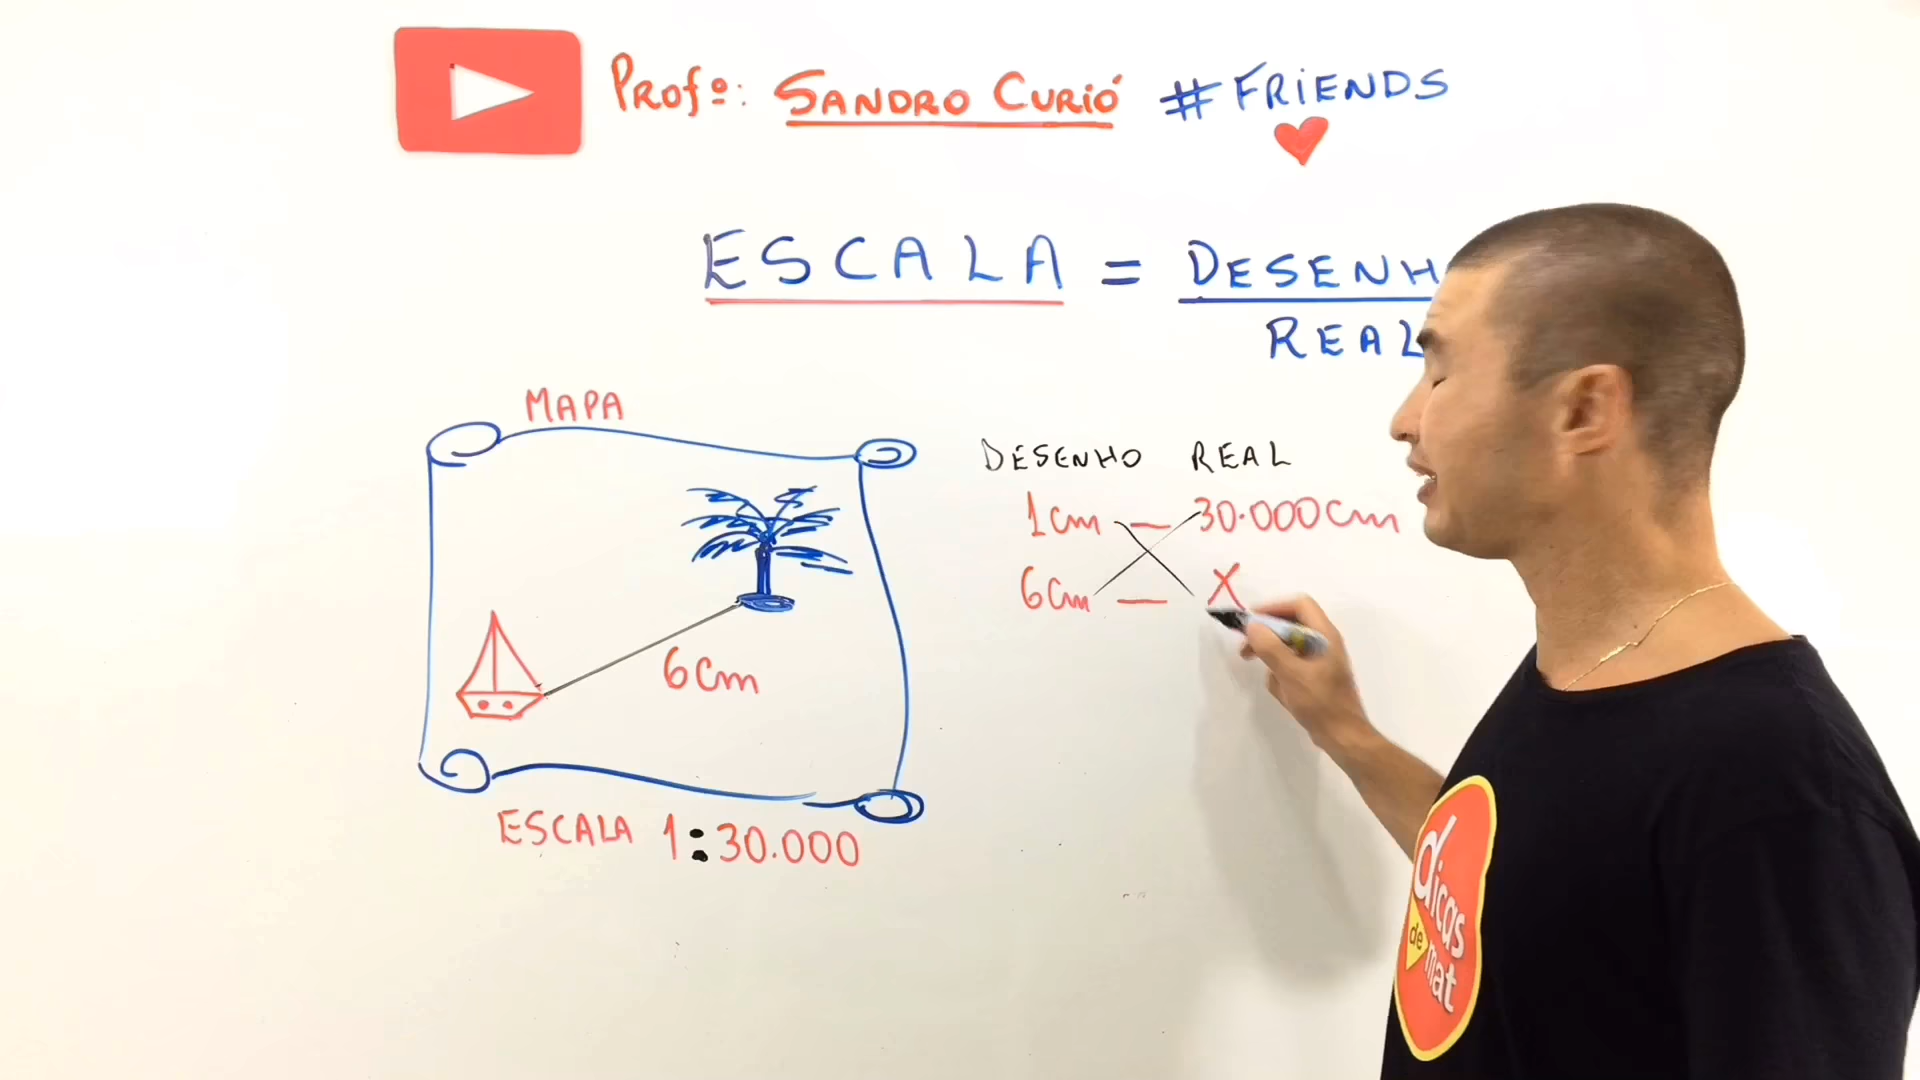 Profº: SANDRO CURIÓ #FRIENDS
ESCALA = DESENH
REAL
MAPA
DESENHO REAL
1cm — 30.000cm
6cm — X
6cm
ESCALA 1:30.000
dicas
de
mat